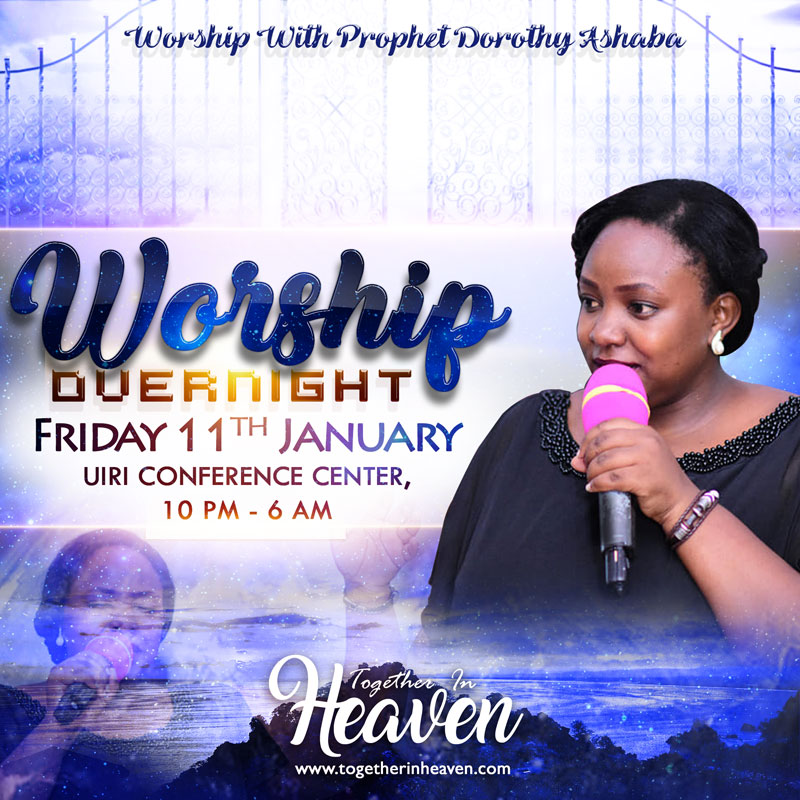 Worship With Prophet Dorothy Ashaba
Worship
OVERNIGHT
FRIDAY 11TH JANUARY
UIRI CONFERENCE CENTER,
10 PM - 6 AM
Together In
Heaven
www.togetherinheaven.com